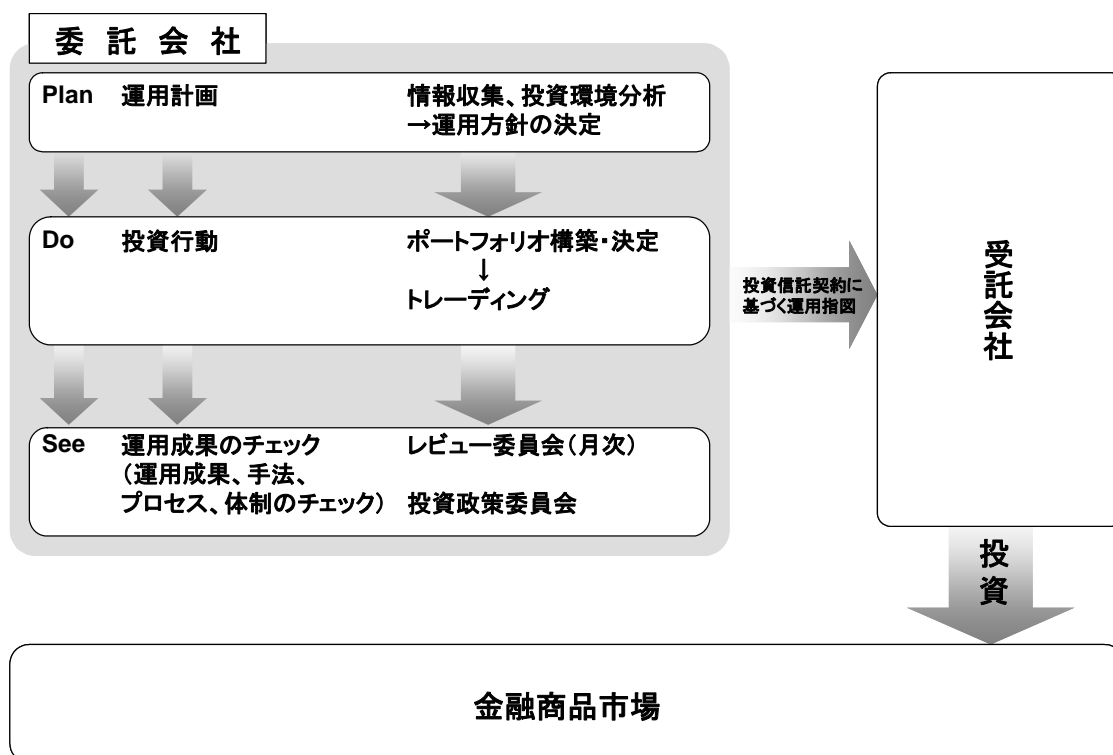 委託会社
Plan 運用計画 情報収集、投資環境分析
→運用方針の決定
Do 投資行動 ポートフォリオ構築・決定
↓
トレーディング
See 運用成果のチェック レビュー委員会（月次）
（運用成果、手法、
プロセス、体制のチェック） 投資政策委員会
投資信託契約に
基づく運用指図
受託会社
投資
金融商品市場